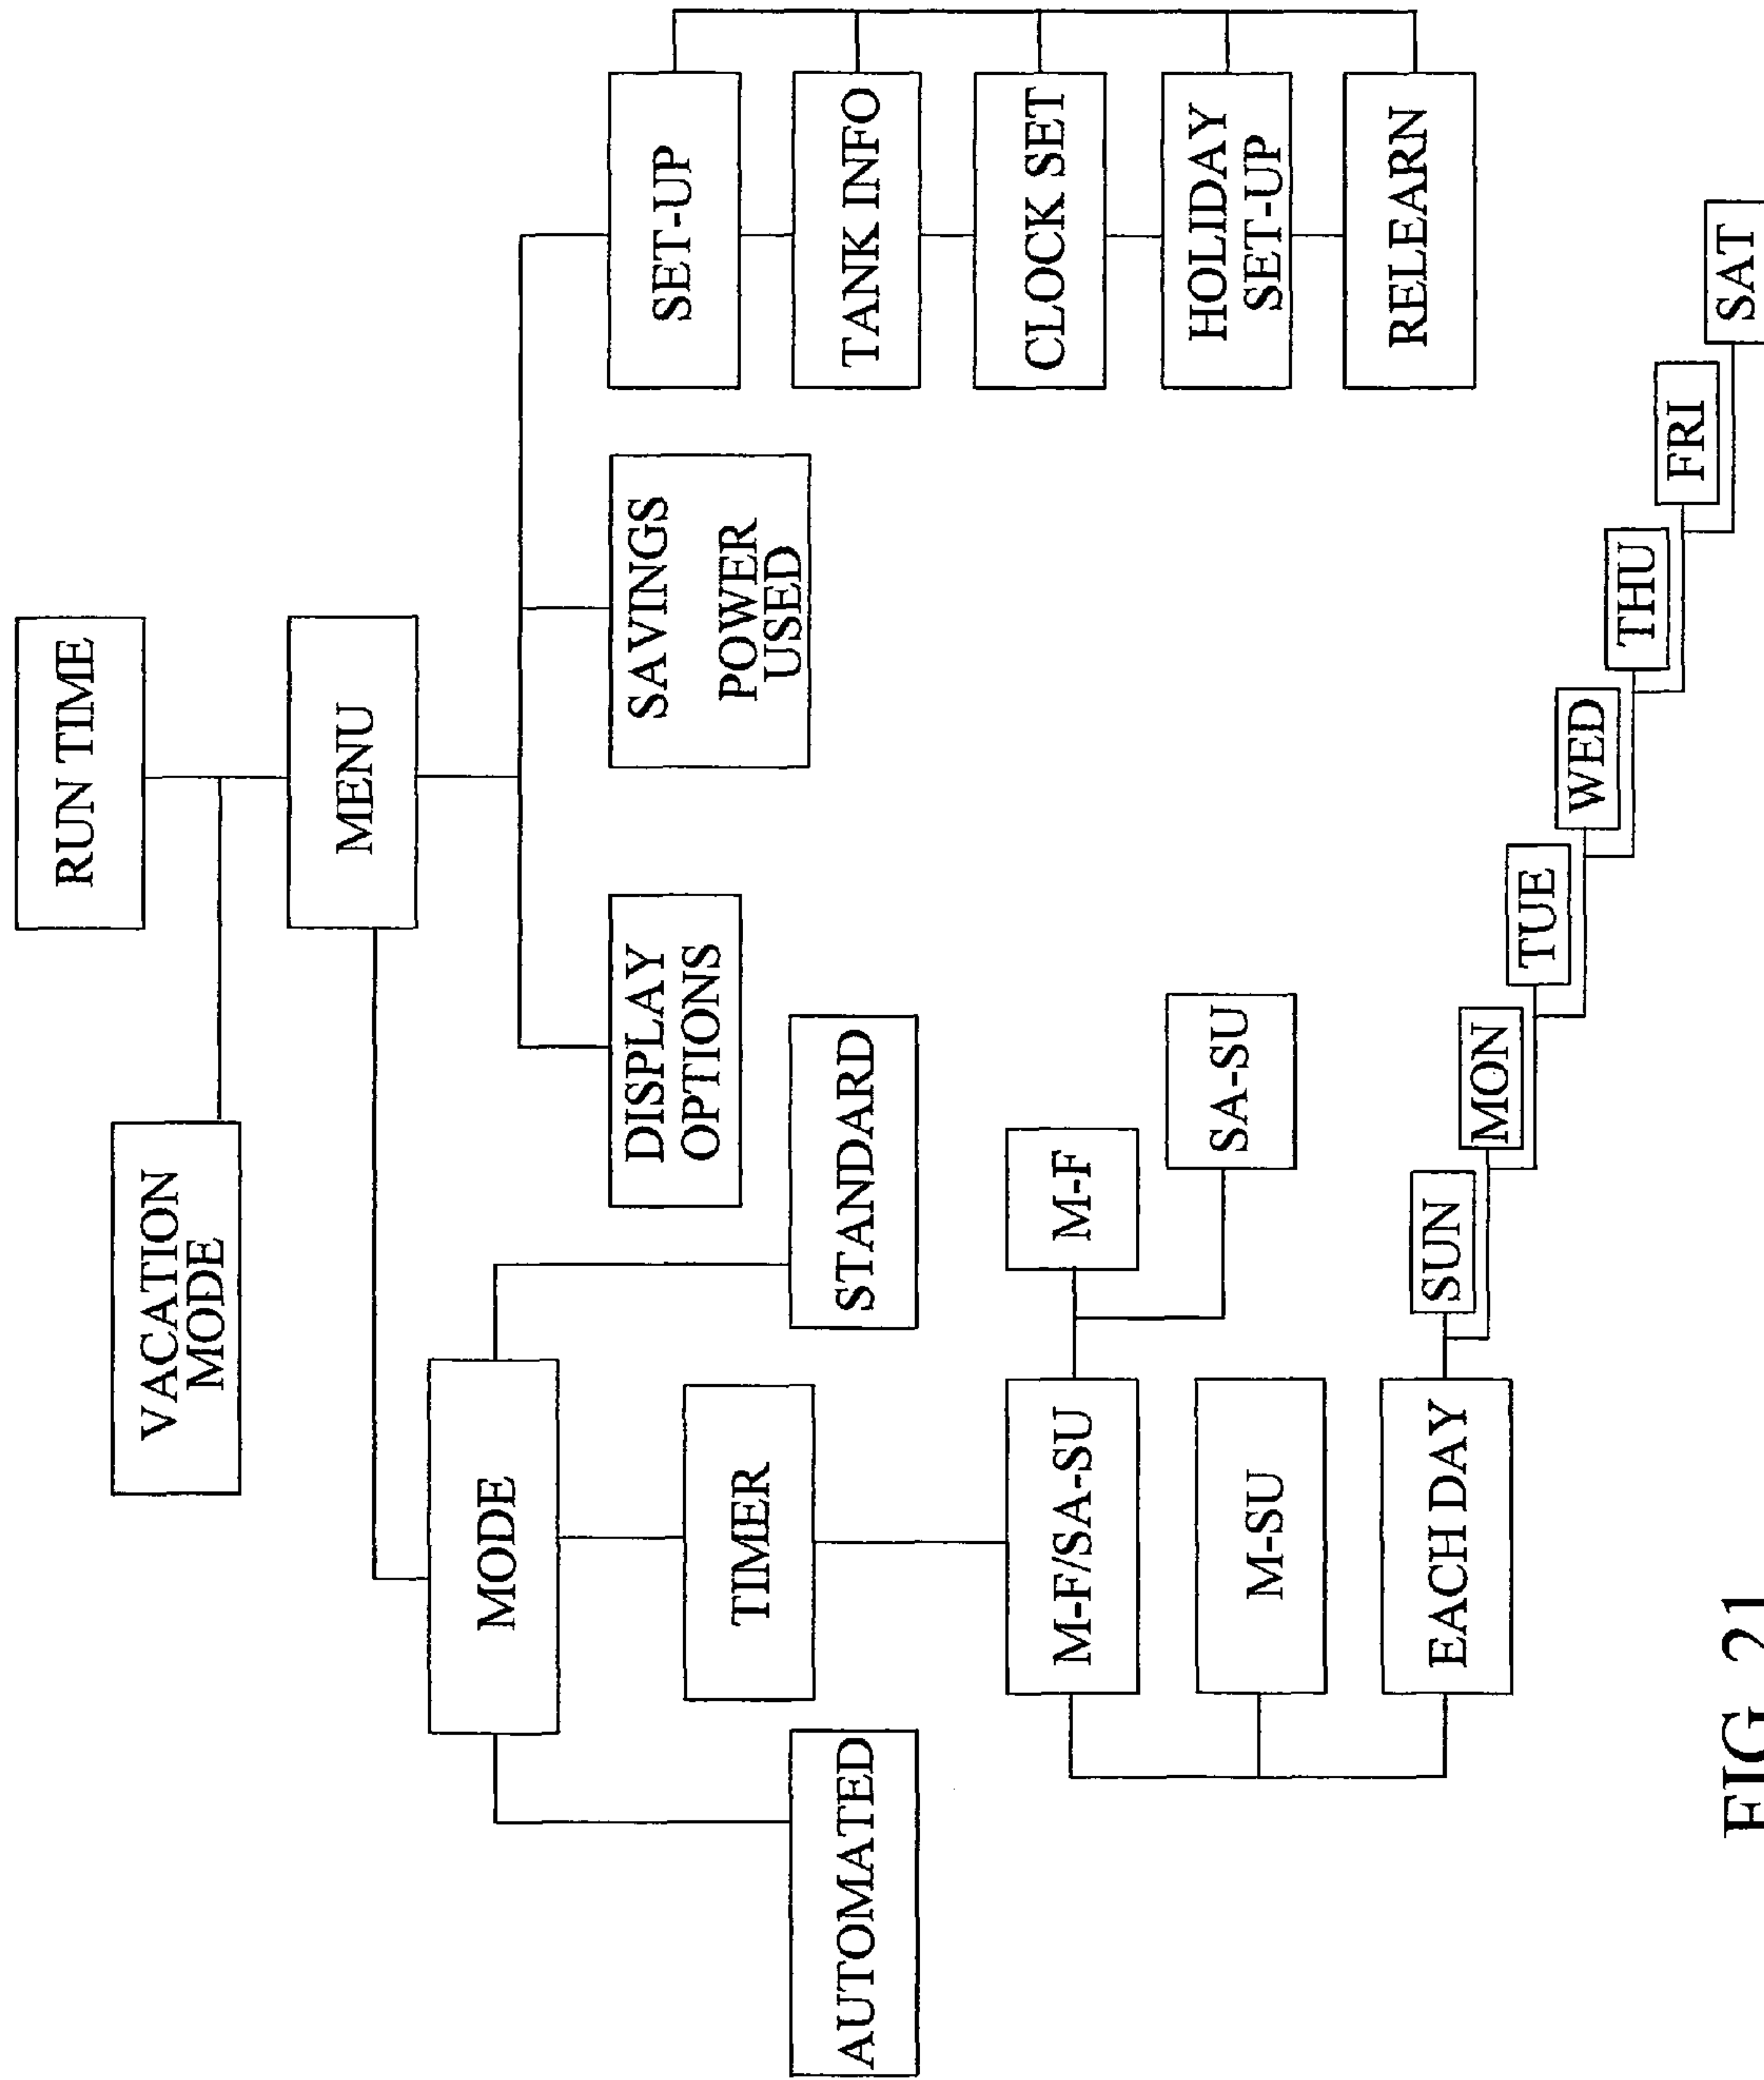 RUN TIME
VACATION
MODE
MENU
MODE
DISPLAY
OPTIONS
SAVINGS
POWER
USED
SET-UP
TIMER
AUTOMATED
STANDARD
TANK INFO
M-F/SA-SU
M-F
CLOCK SET
M-SU
SA-SU
HOLIDAY
SET-UP
EACH DAY
SUN
MON
TUE
WED
THU
FRI
SAT
RELEARN
FIG. 21